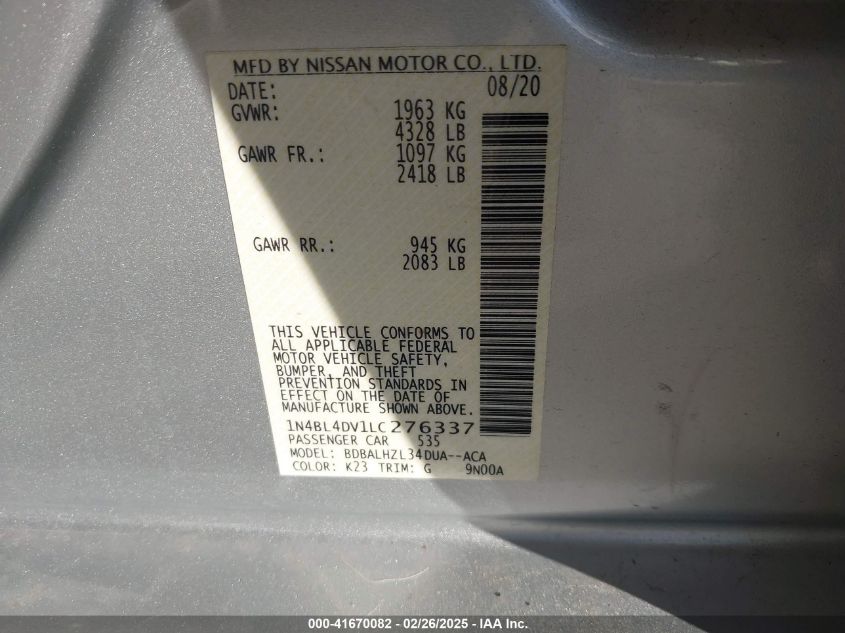 MFD BY NISSAN MOTOR CO., LTD.
DATE: 08/20
GVWR: 1963 KG
4328 LB
GAWR FR.: 1097 KG
2418 LB
GAWR RR.: 945 KG
2083 LB
THIS VEHICLE CONFORMS TO
ALL APPLICABLE FEDERAL
MOTOR VEHICLE SAFETY,
BUMPER, AND THEFT
PREVENTION STANDARDS IN
EFFECT ON THE DATE OF
MANUFACTURE SHOWN ABOVE.
1N4BL4DV1LC276337
PASSENGER CAR 535
MODEL: BDBALHZL34DUA--ACA
COLOR: K23 TRIM: G 9N00A
000-41670082 - 02/26/2025 - IAA Inc.